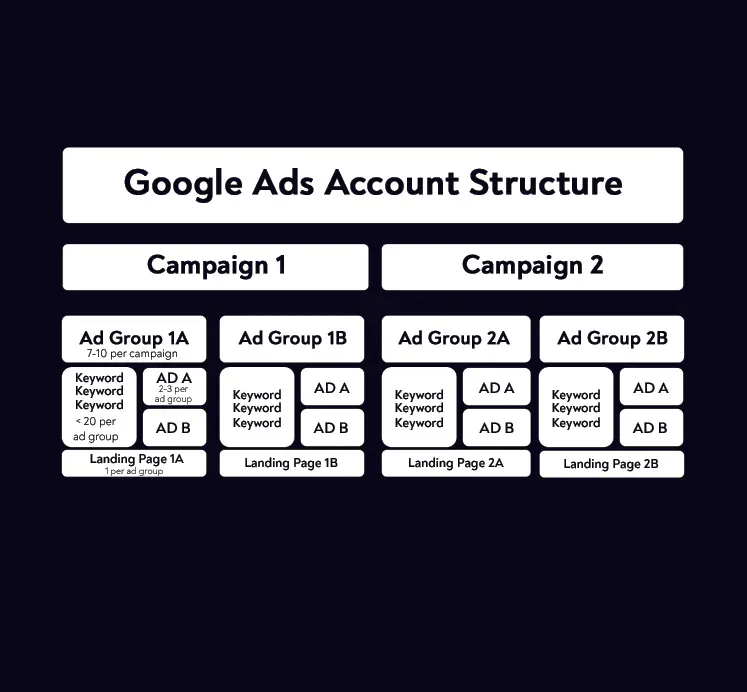 Google Ads Account Structure
Campaign 1
Campaign 2
Ad Group 1A
7-10 per campaign
Keyword
Keyword
Keyword
< 20 per
ad group
AD A
2-3 per
ad group
AD B
Landing Page 1A
1 per ad group
Ad Group 1B
Keyword
Keyword
Keyword
AD A
AD B
Landing Page 1B
Ad Group 2A
Keyword
Keyword
Keyword
AD A
AD B
Landing Page 2A
Ad Group 2B
Keyword
Keyword
Keyword
AD A
AD B
Landing Page 2B